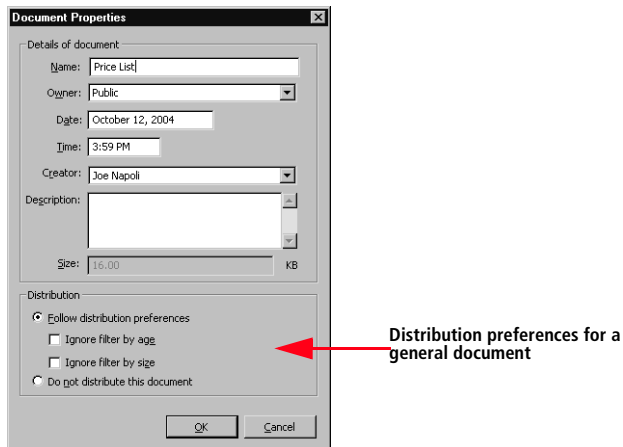 Document Properties
Details of document
Name: Price List
Owner: Public
Date: October 12, 2004
Time: 3:59 PM
Creator: Joe Napoli
Description:
Size: 16.00 KB
Distribution
Follow distribution preferences
Ignore filter by age
Ignore filter by size
Do not distribute this document
OK Cancel
Distribution preferences for a
general document